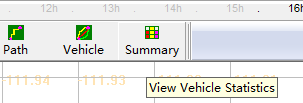 12h 13h 14h 15h 16h
Path Vehicle Summary
-111.94 -111.93
View Vehicle Statistics